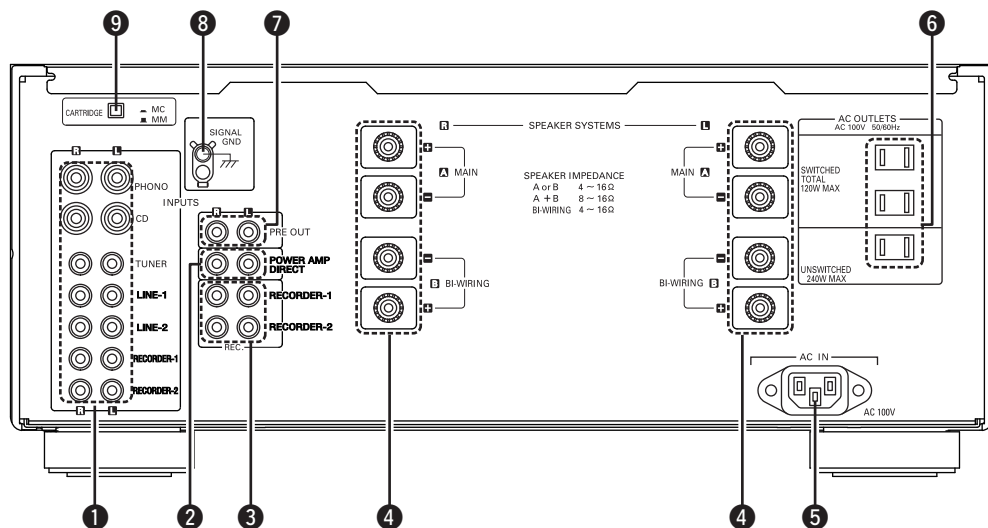 9 8 7 6
CARTRIDGE MC
MM
SIGNAL
GND
R L
PHONO
INPUTS
CD
TUNER
LINE-1
LINE-2
RECORDER-1
RECORDER-2
R L
R L
PRE OUT
POWER AMP
DIRECT
RECORDER-1
RECORDER-2
REC.
R SPEAKER SYSTEMS L
+ A MAIN −
SPEAKER IMPEDANCE
A or B 4 ~ 16Ω
A + B 8 ~ 16Ω
BI-WIRING 4 ~ 16Ω
− B BI-WIRING +
MAIN A + −
BI-WIRING B − +
AC OUTLETS
AC 100V 50/60Hz
SWITCHED
TOTAL
120W MAX
UNSWITCHED
240W MAX
AC IN
AC 100V
1 2 3 4 4 5